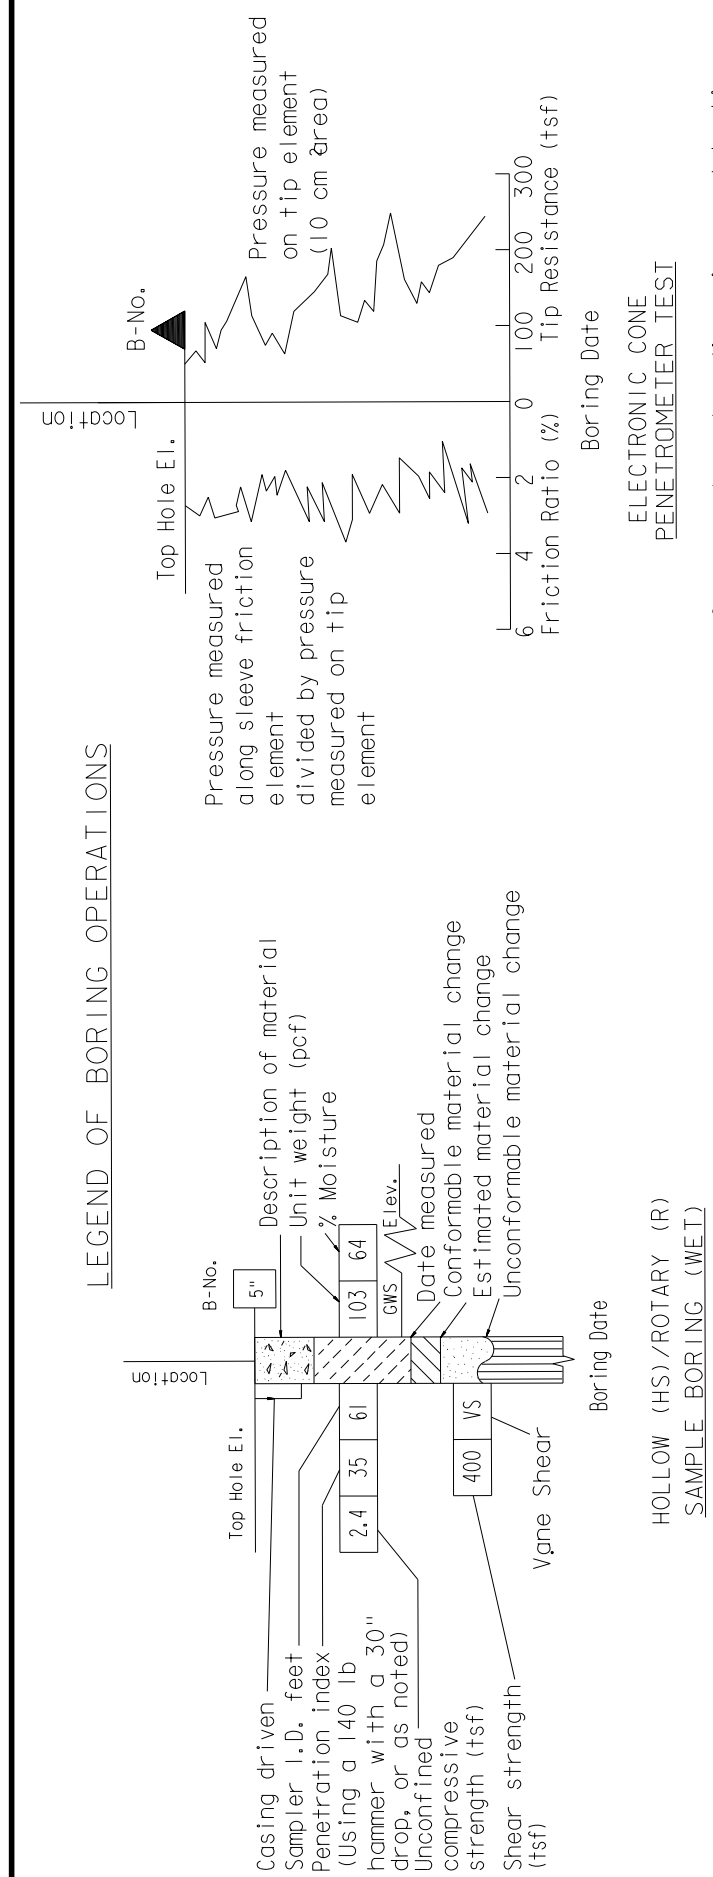 LEGEND OF BORING OPERATIONS
Location
B-No.
5"
Top Hole El.
Casing driven
Sampler I.D. feet
Penetration index
(Using a 140 lb
hammer with a 30"
drop, or as noted)
Unconfined
compressive
strength (tsf)
Shear strength
(tsf)
2.4 35 61
400 VS
Vane Shear
Description of material
Unit weight (pcf)
% Moisture
103 64
GWS Elev.
Date measured
Conformable material change
Estimated material change
Unconformable material change
Boring Date
HOLLOW (HS)/ROTARY (R)
SAMPLE BORING (WET)
Location
B-No.
Top Hole El.
Pressure measured
along sleeve friction
element
divided by pressure
measured on tip
element
Pressure measured
on tip element
(10 cm2 area)
6 4 2 0 100 200 300
Friction Ratio (%) Tip Resistance (tsf)
Boring Date
ELECTRONIC CONE
PENETROMETER TEST